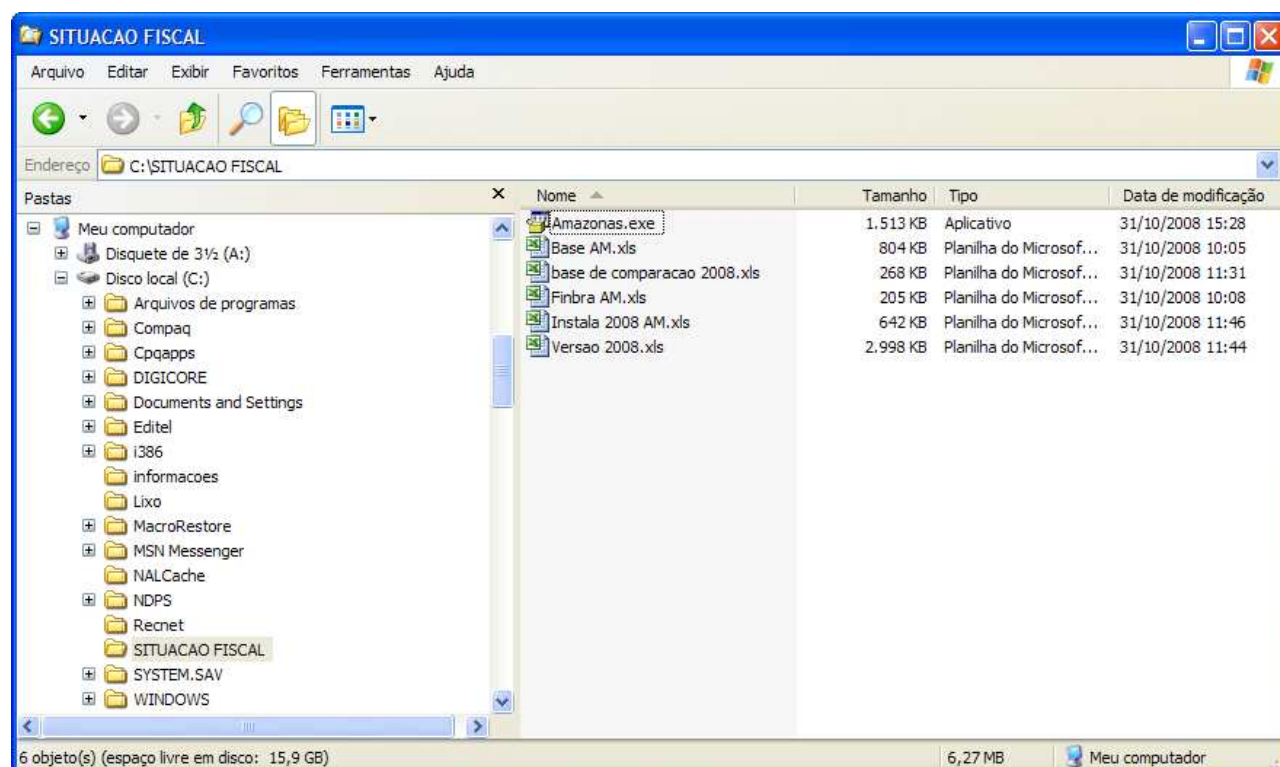 SITUACAO FISCAL
Arquivo Editar Exibir Favoritos Ferramentas Ajuda
Endereço C:\SITUACAO FISCAL
Pastas
Meu computador
Disquete de 3½ (A:)
Disco local (C:)
Arquivos de programas
Compaq
Cpqapps
DIGICORE
Documents and Settings
Editel
i386
informacoes
Lixo
MacroRestore
MSN Messenger
NALCache
NDPS
Recnet
SITUACAO FISCAL
SYSTEM.SAV
WINDOWS
Nome Tamanho Tipo Data de modificação
Amazonas.exe 1.513 KB Aplicativo 31/10/2008 15:28
Base AM.xls 804 KB Planilha do Microsof... 31/10/2008 10:05
base de comparacao 2008.xls 268 KB Planilha do Microsof... 31/10/2008 11:31
Finbra AM.xls 205 KB Planilha do Microsof... 31/10/2008 10:08
Instala 2008 AM.xls 642 KB Planilha do Microsof... 31/10/2008 11:46
Versao 2008.xls 2.998 KB Planilha do Microsof... 31/10/2008 11:44
6 objeto(s) (espaço livre em disco: 15,9 GB) 6,27 MB Meu computador